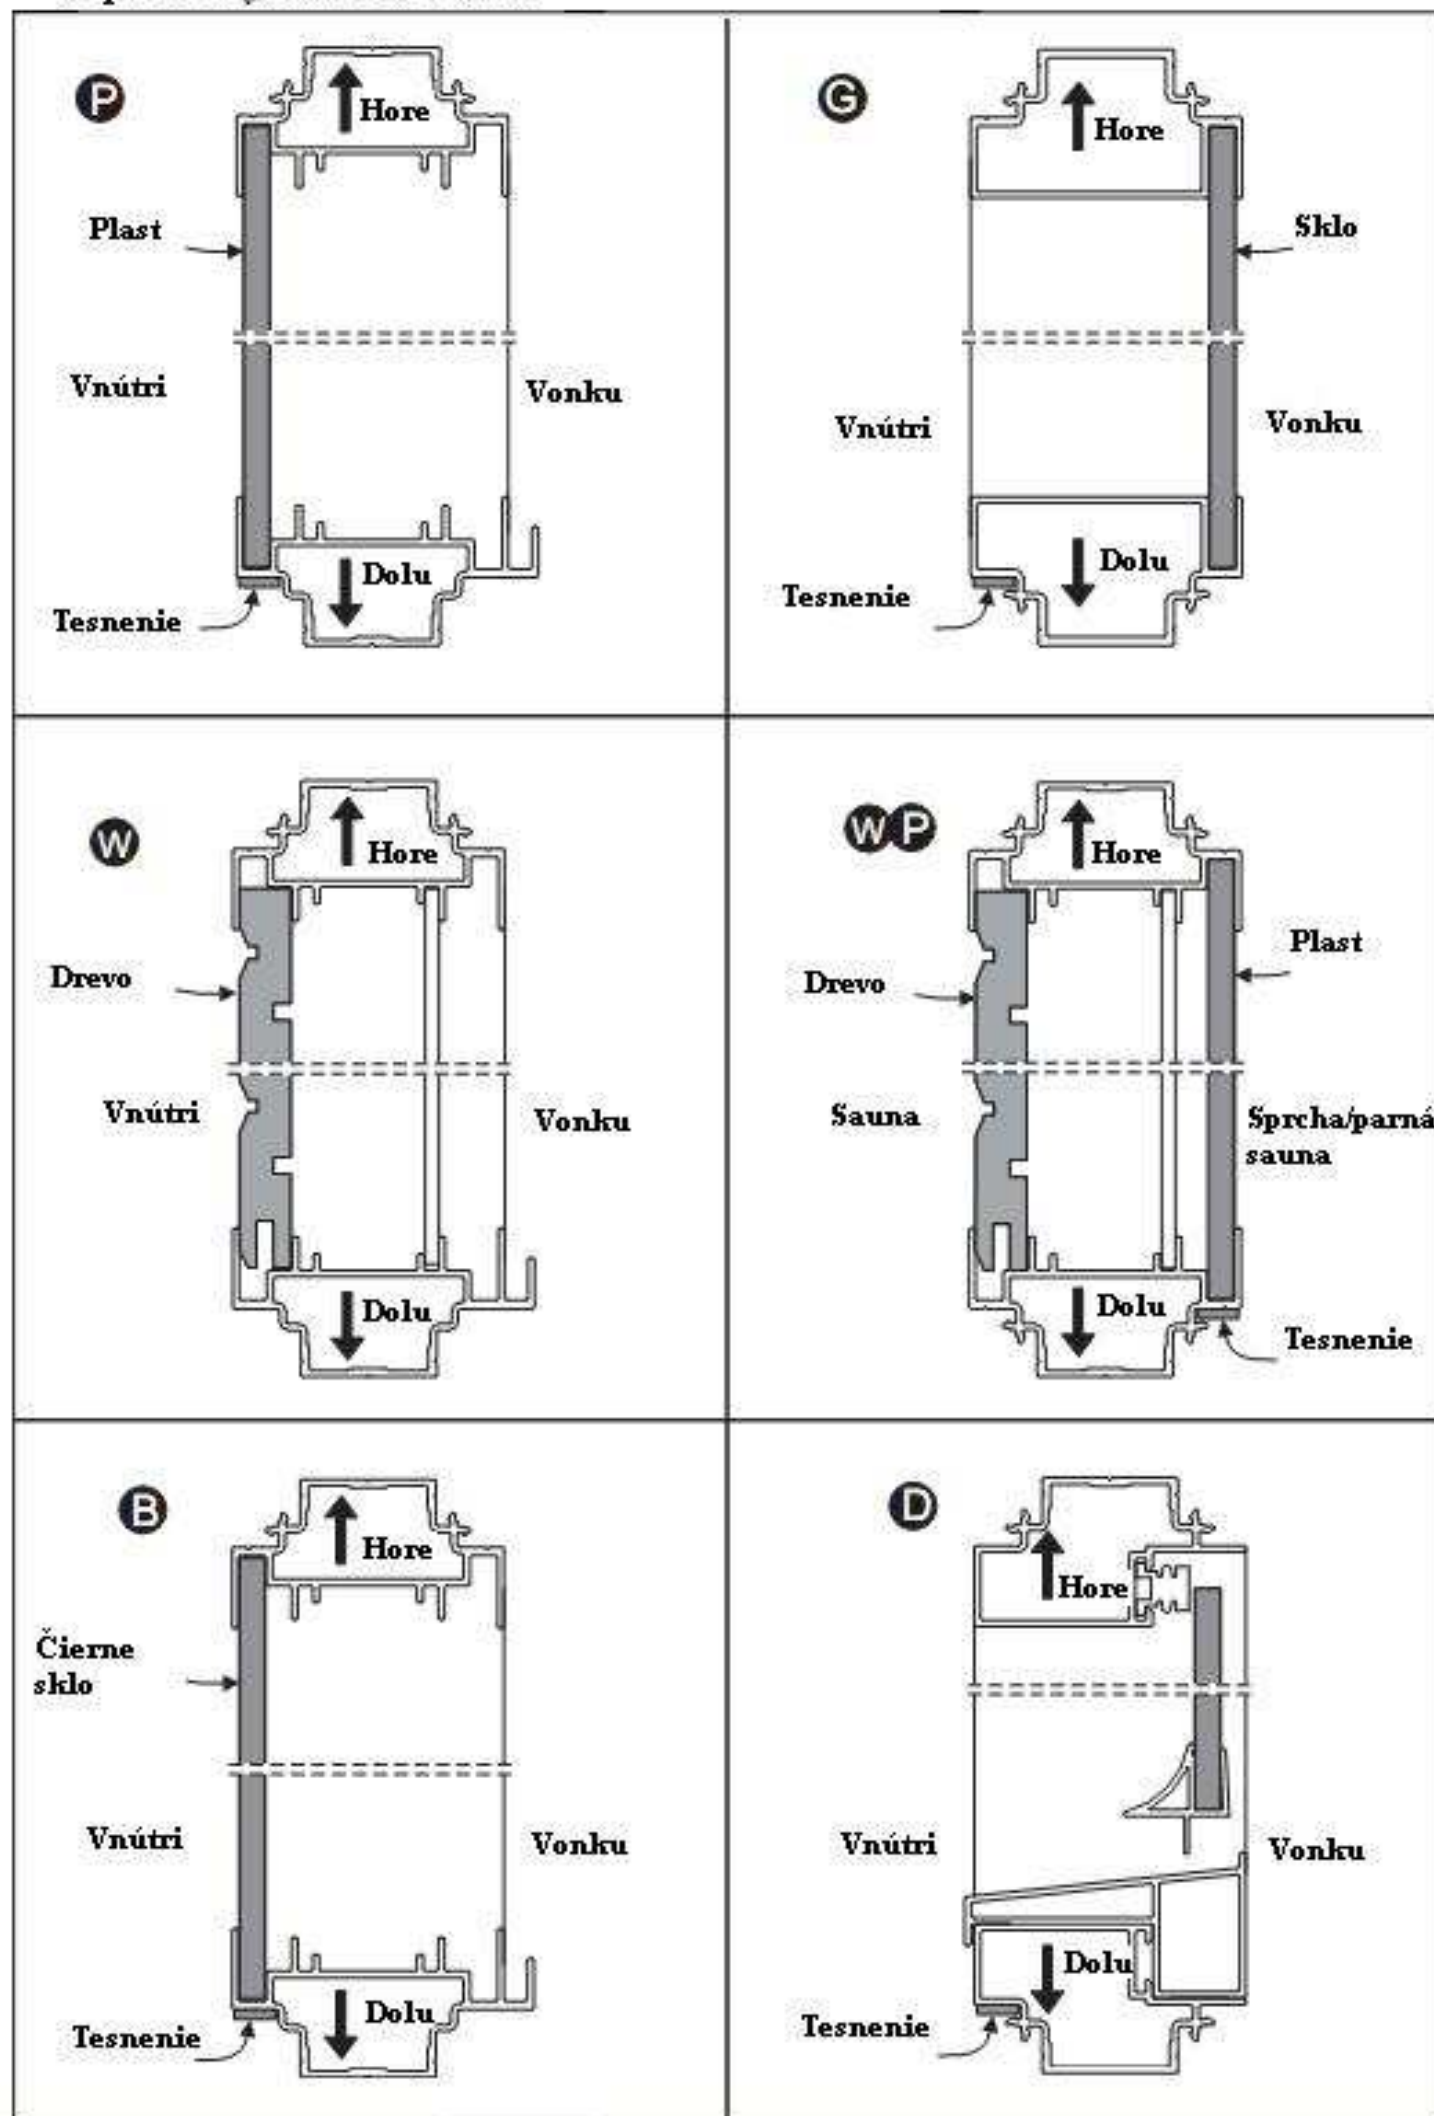 P
Hore
Plast
Vnútri
Vonku
Dolu
Tesnenie
G
Hore
Sklo
Vnútri
Vonku
Dolu
Tesnenie
W
Hore
Drevo
Vnútri
Vonku
Dolu
W P
Hore
Plast
Drevo
Sauna
Sprcha/parná
sauna
Dolu
Tesnenie
B
Hore
Čierne
sklo
Vnútri
Vonku
Dolu
Tesnenie
D
Hore
Vnútri
Vonku
Dolu
Tesnenie